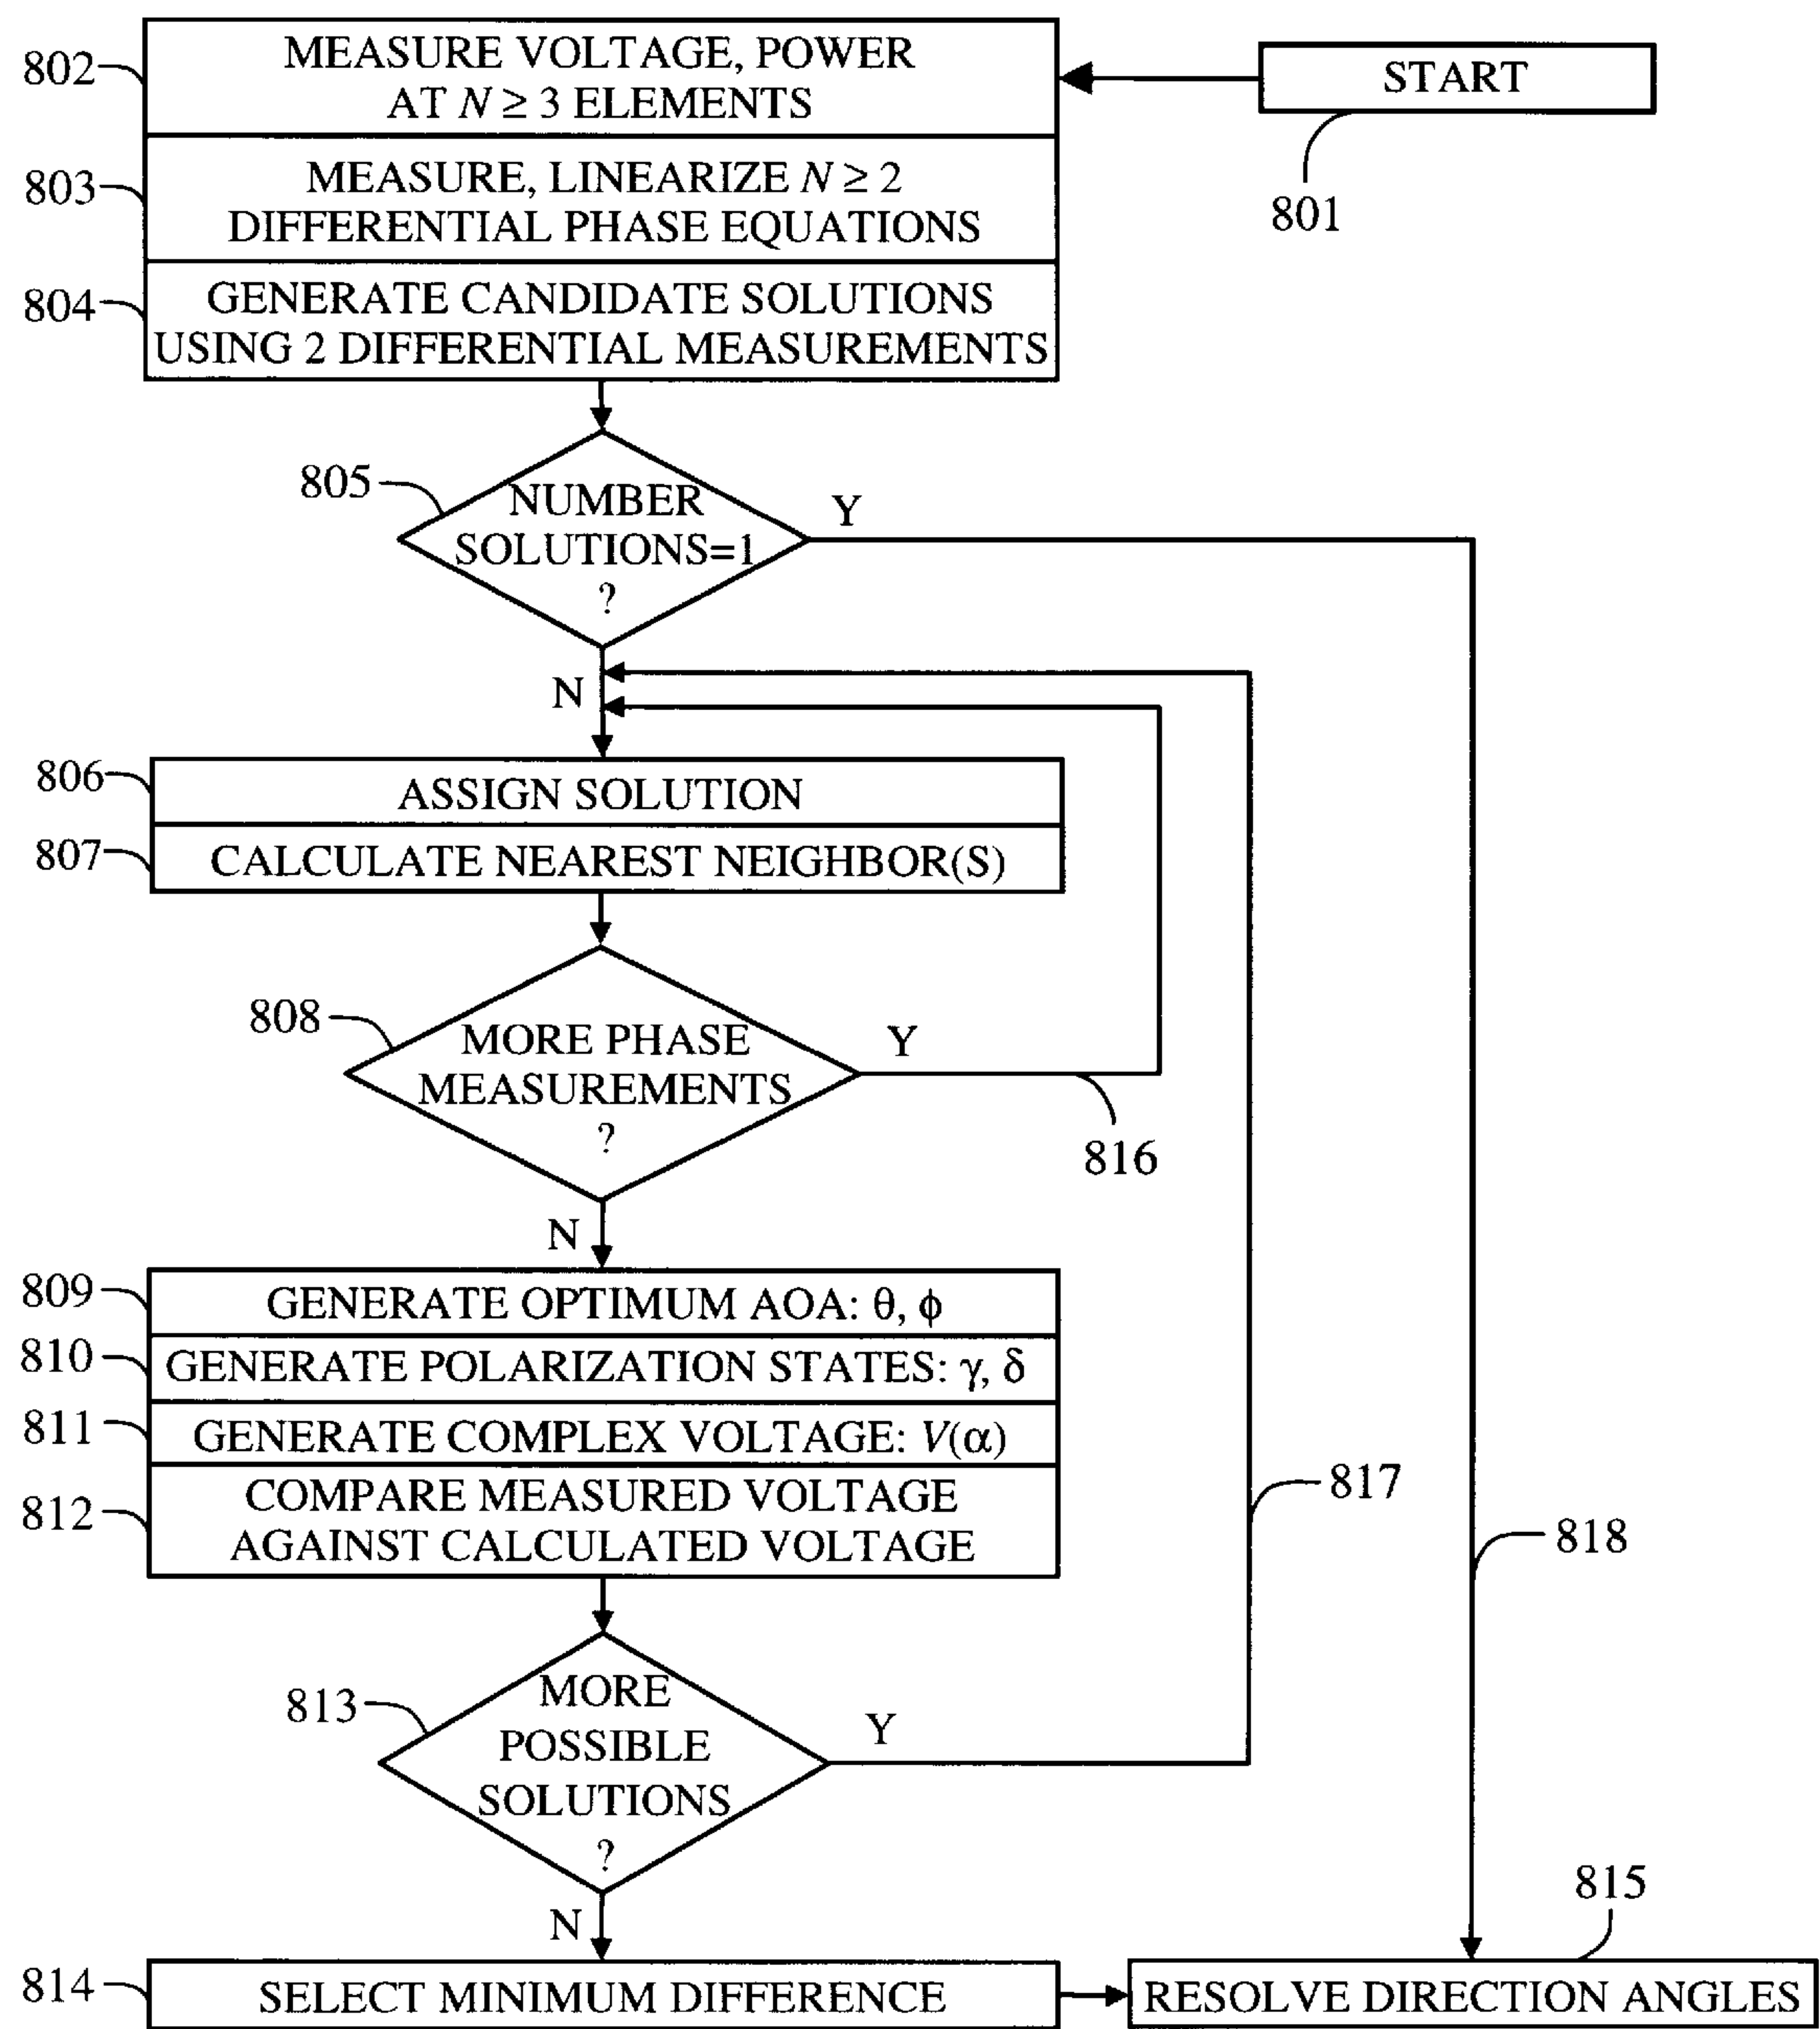 802
MEASURE VOLTAGE, POWER
AT N ≥ 3 ELEMENTS
START
801
803
MEASURE, LINEARIZE N ≥ 2
DIFFERENTIAL PHASE EQUATIONS
804
GENERATE CANDIDATE SOLUTIONS
USING 2 DIFFERENTIAL MEASUREMENTS
805
NUMBER
SOLUTIONS=1
?
Y
N
806
ASSIGN SOLUTION
807
CALCULATE NEAREST NEIGHBOR(S)
808
MORE PHASE
MEASUREMENTS
?
Y
816
N
809
GENERATE OPTIMUM AOA: θ, ϕ
810
GENERATE POLARIZATION STATES: γ, δ
811
GENERATE COMPLEX VOLTAGE: V(α)
812
COMPARE MEASURED VOLTAGE
AGAINST CALCULATED VOLTAGE
817
818
813
MORE
POSSIBLE
SOLUTIONS
?
Y
N
814
SELECT MINIMUM DIFFERENCE
815
RESOLVE DIRECTION ANGLES